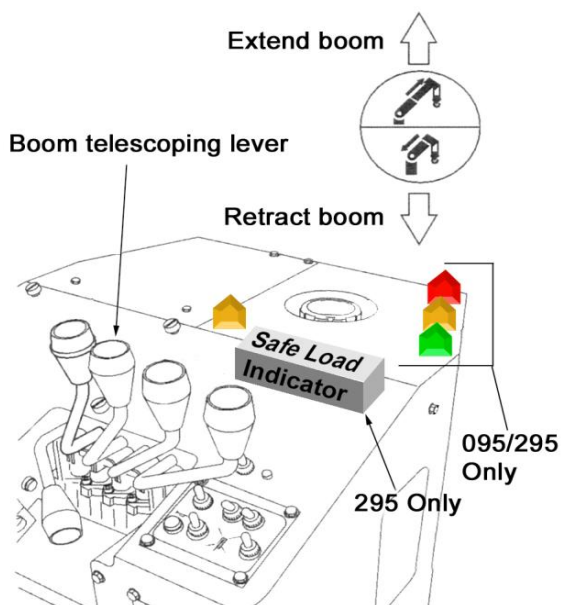 Extend boom
Boom telescoping lever
Retract boom
Safe Load
Indicator
095/295
Only
295 Only